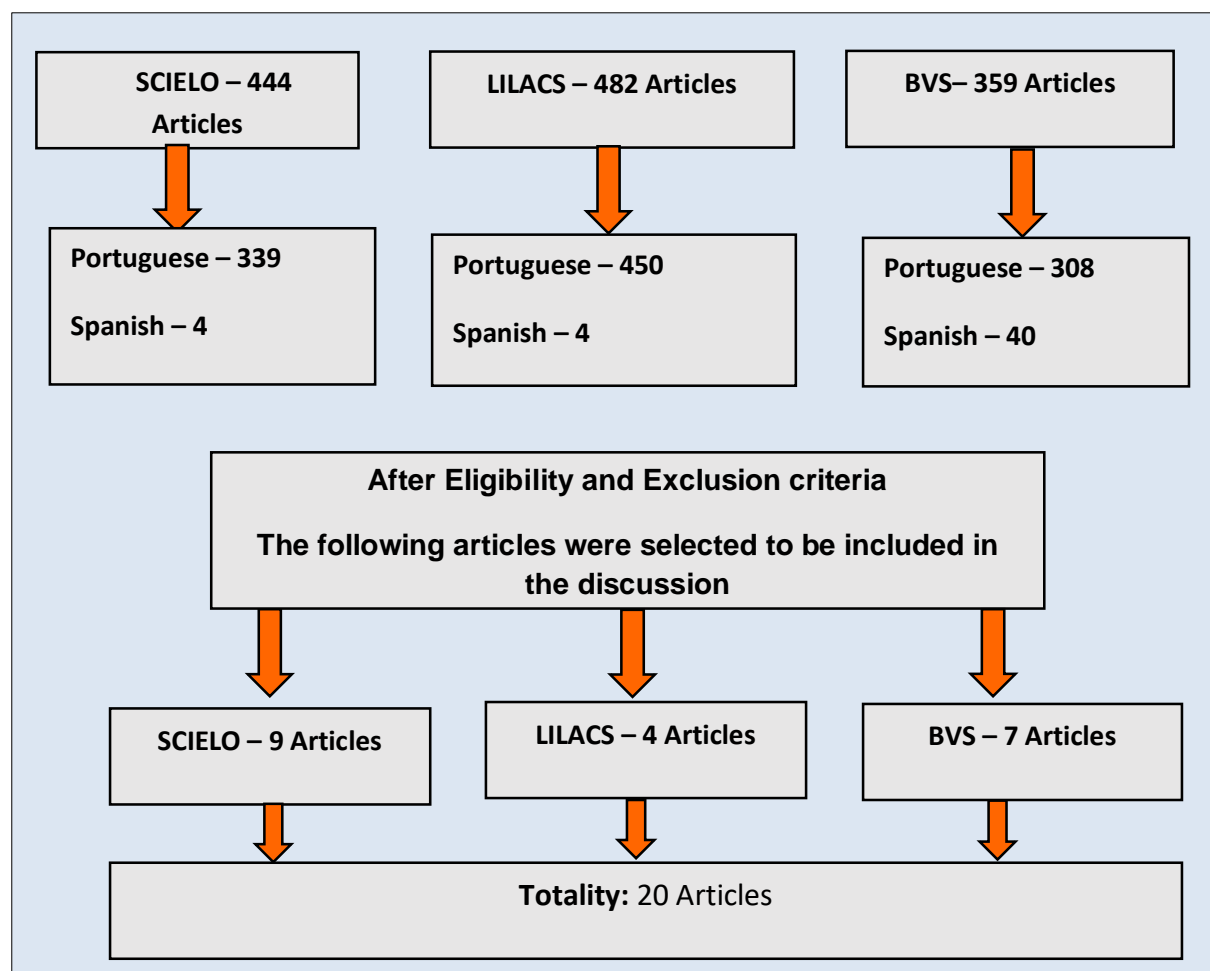 SCIELO – 444
Articles
LILACS – 482 Articles
BVS– 359 Articles
Portuguese – 339
Spanish – 4
Portuguese – 450
Spanish – 4
Portuguese – 308
Spanish – 40
After Eligibility and Exclusion criteria
The following articles were selected to be included in
the discussion
SCIELO – 9 Articles
LILACS – 4 Articles
BVS – 7 Articles
Totality: 20 Articles